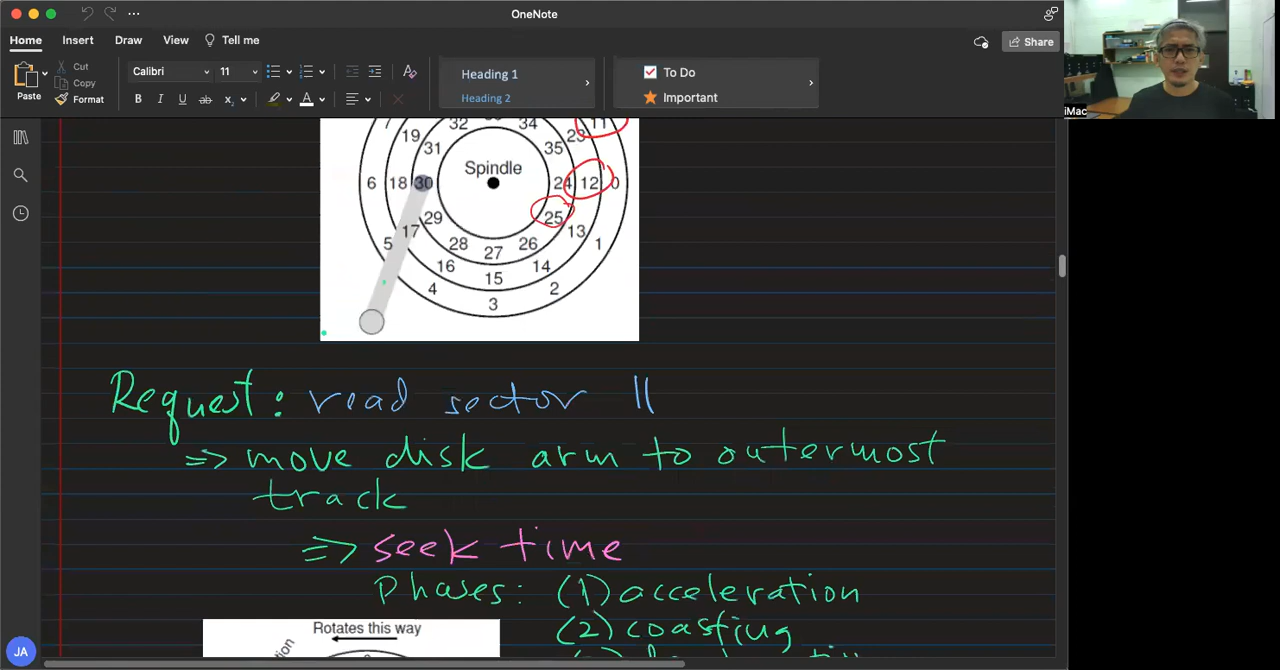 OneNote
Home Insert Draw View Tell me
Share
Paste
Cut
Copy
Format
Calibri 11
B I U ab x A
Heading 1
Heading 2
To Do
Important
iMac
7 19 32 34 23 11
31 35
Spindle
6 18 30 24 12 0
29 25
17 13
5 28 27 26 1
16 15 14
4 3 2
Request: read sector 11
=> move disk arm to outermost
track
=> seek time
Phases: (1) acceleration
Rotates this way
(2) coasting
JA